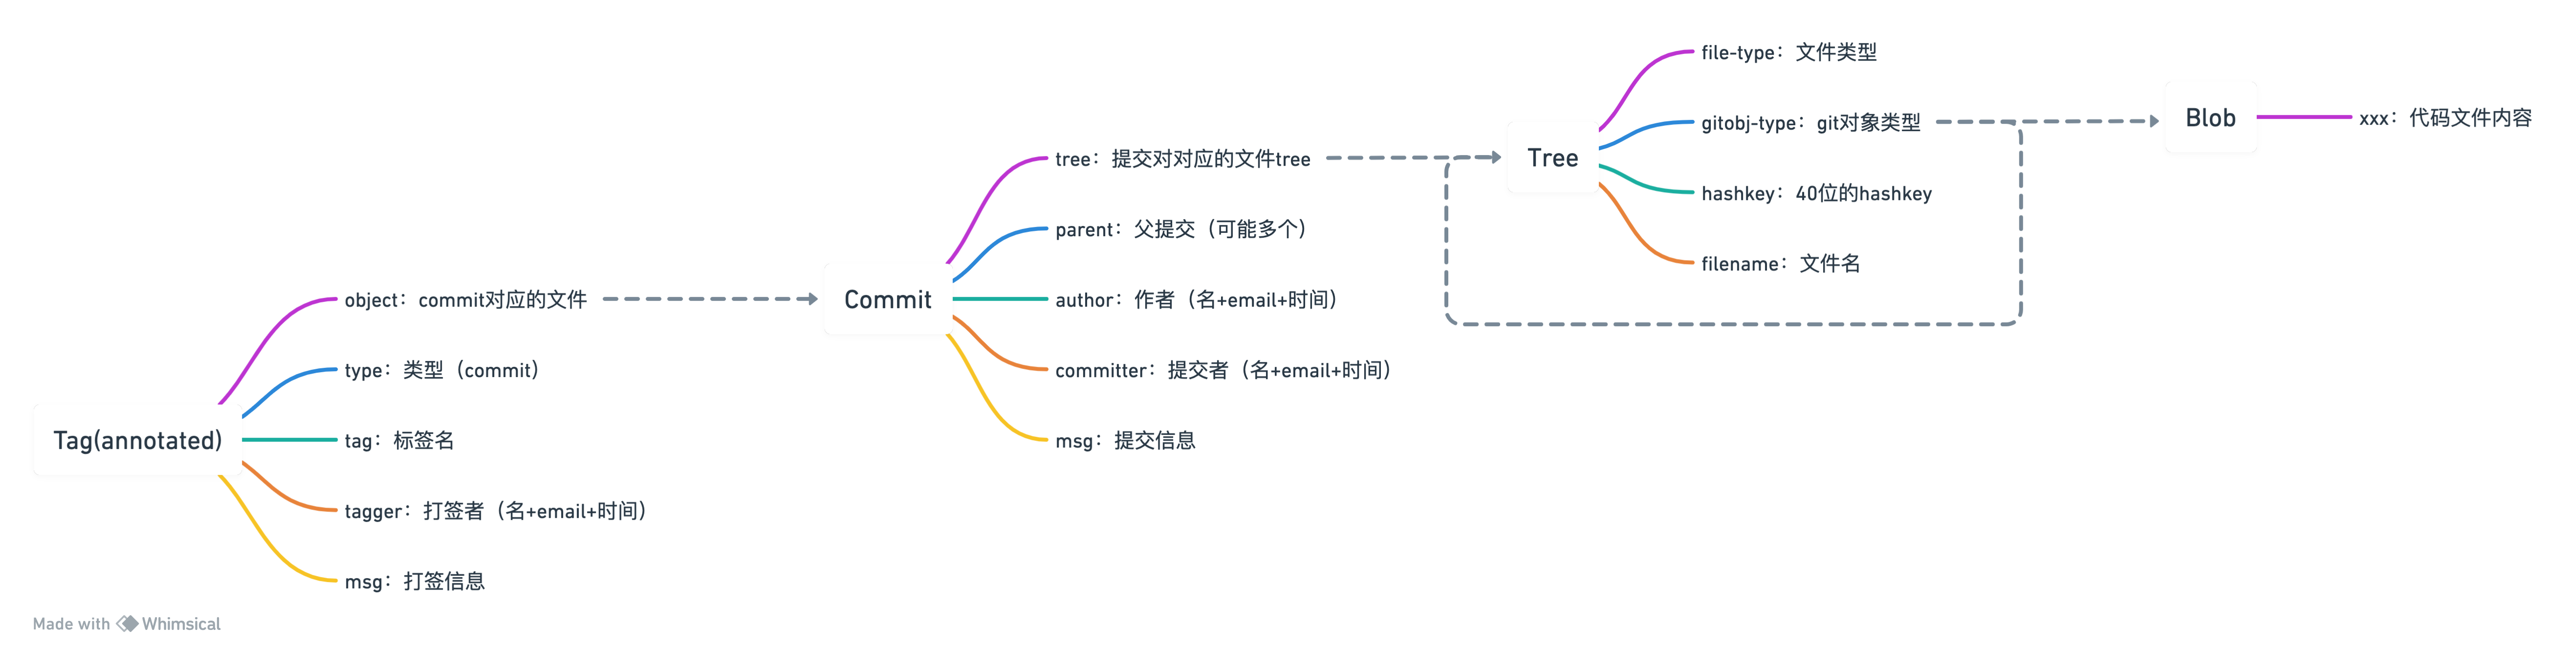 Tag(annotated)
object：commit对应的文件
type：类型（commit）
tag：标签名
tagger：打签者（名+email+时间）
msg：打签信息
Commit
tree：提交对对应的文件tree
parent：父提交（可能多个）
author：作者（名+email+时间）
committer：提交者（名+email+时间）
msg：提交信息
Tree
file-type：文件类型
gitobj-type：git对象类型
hashkey：40位的hashkey
filename：文件名
Blob
xxx：代码文件内容
Made with Whimsical